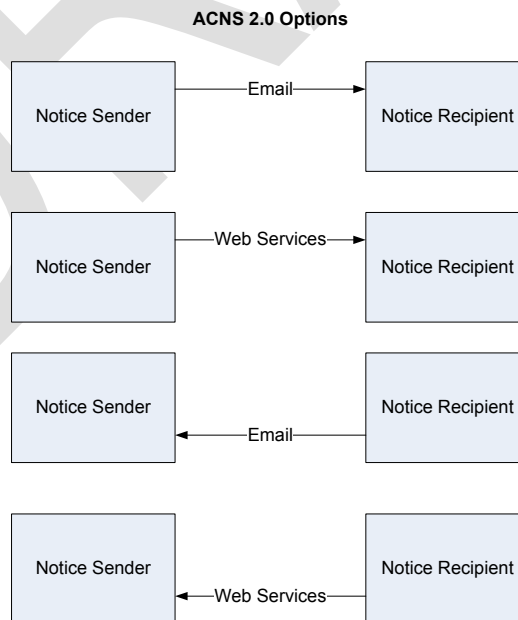 ACNS 2.0 Options
Notice Sender
Email
Notice Recipient
Notice Sender
Web Services
Notice Recipient
Notice Sender
Email
Notice Recipient
Notice Sender
Web Services
Notice Recipient